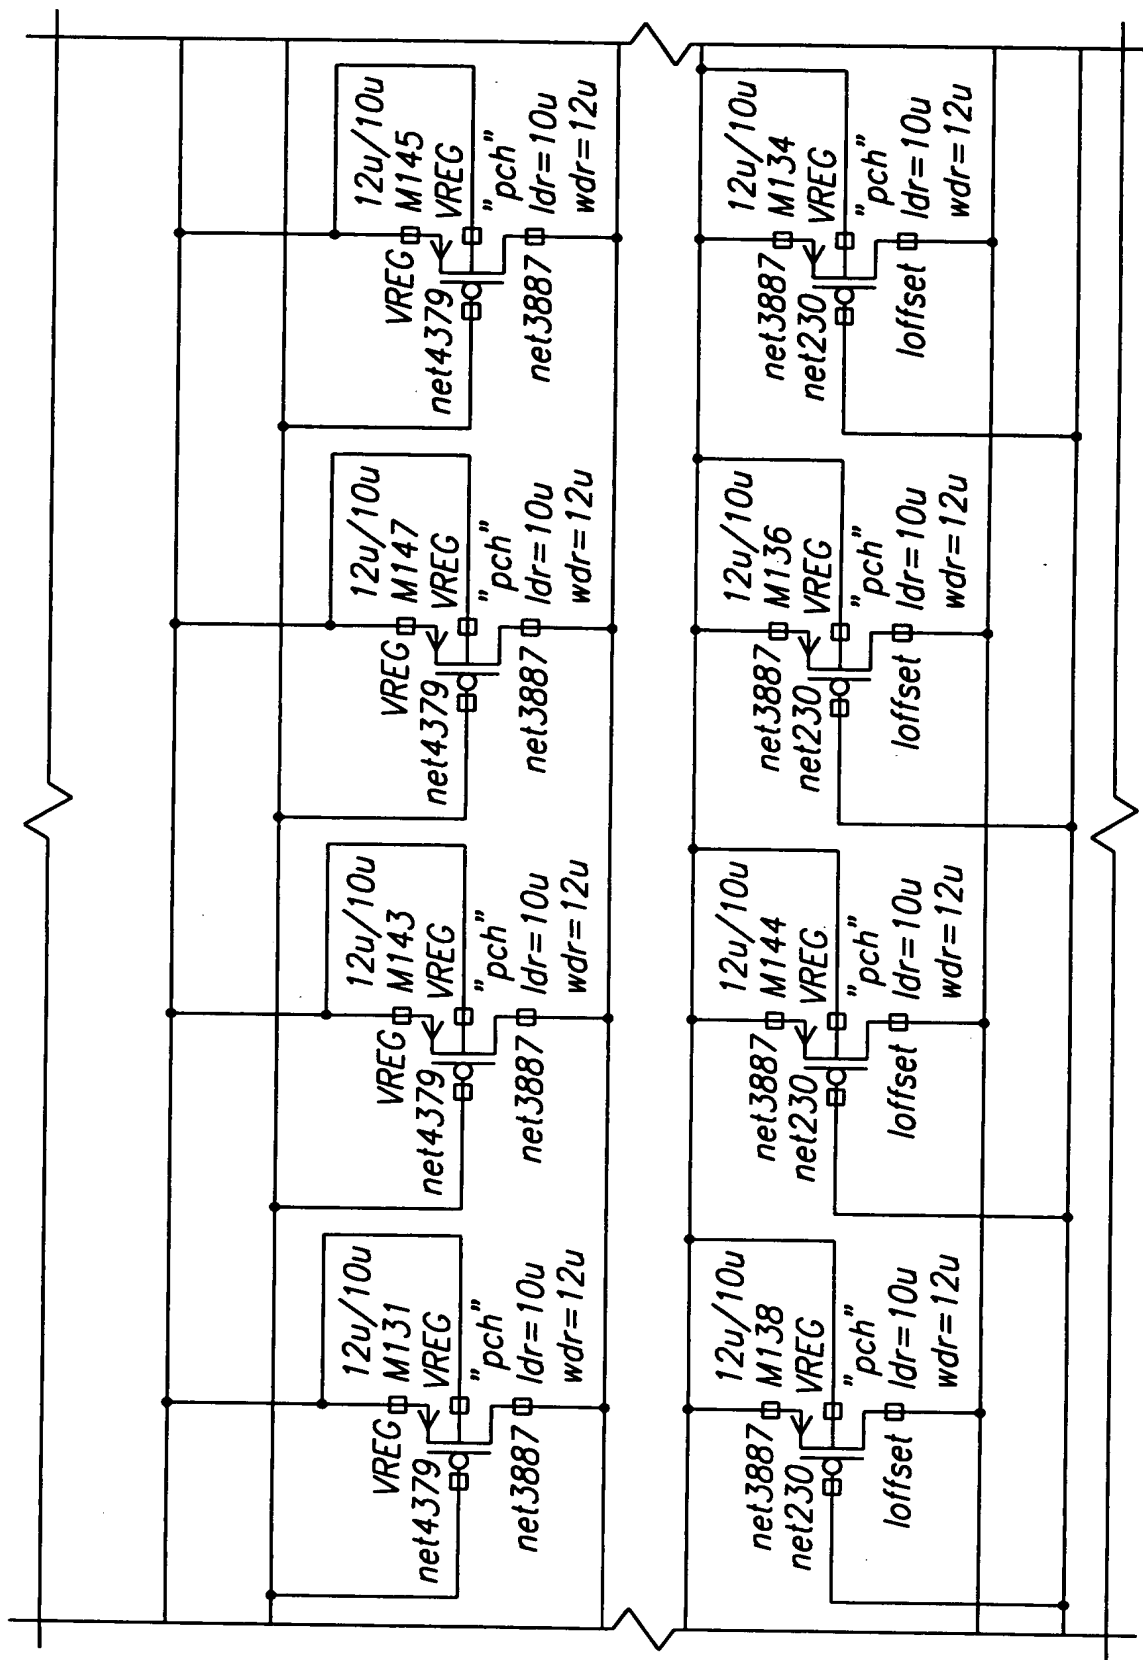 12u/10u
VREG M131
net4379 VREG
"pch"
net3887 ldr=10u
wdr=12u
12u/10u
VREG M143
net4379 VREG
"pch"
net3887 ldr=10u
wdr=12u
12u/10u
VREG M147
net4379 VREG
"pch"
net3887 ldr=10u
wdr=12u
12u/10u
VREG M145
net4379 VREG
"pch"
net3887 ldr=10u
wdr=12u
12u/10u
net3887 M138
net230 VREG
"pch"
Ioffset ldr=10u
wdr=12u
12u/10u
net3887 M144
net230 VREG
"pch"
Ioffset ldr=10u
wdr=12u
12u/10u
net3887 M136
net230 VREG
"pch"
Ioffset ldr=10u
wdr=12u
12u/10u
net3887 M134
net230 VREG
"pch"
Ioffset ldr=10u
wdr=12u